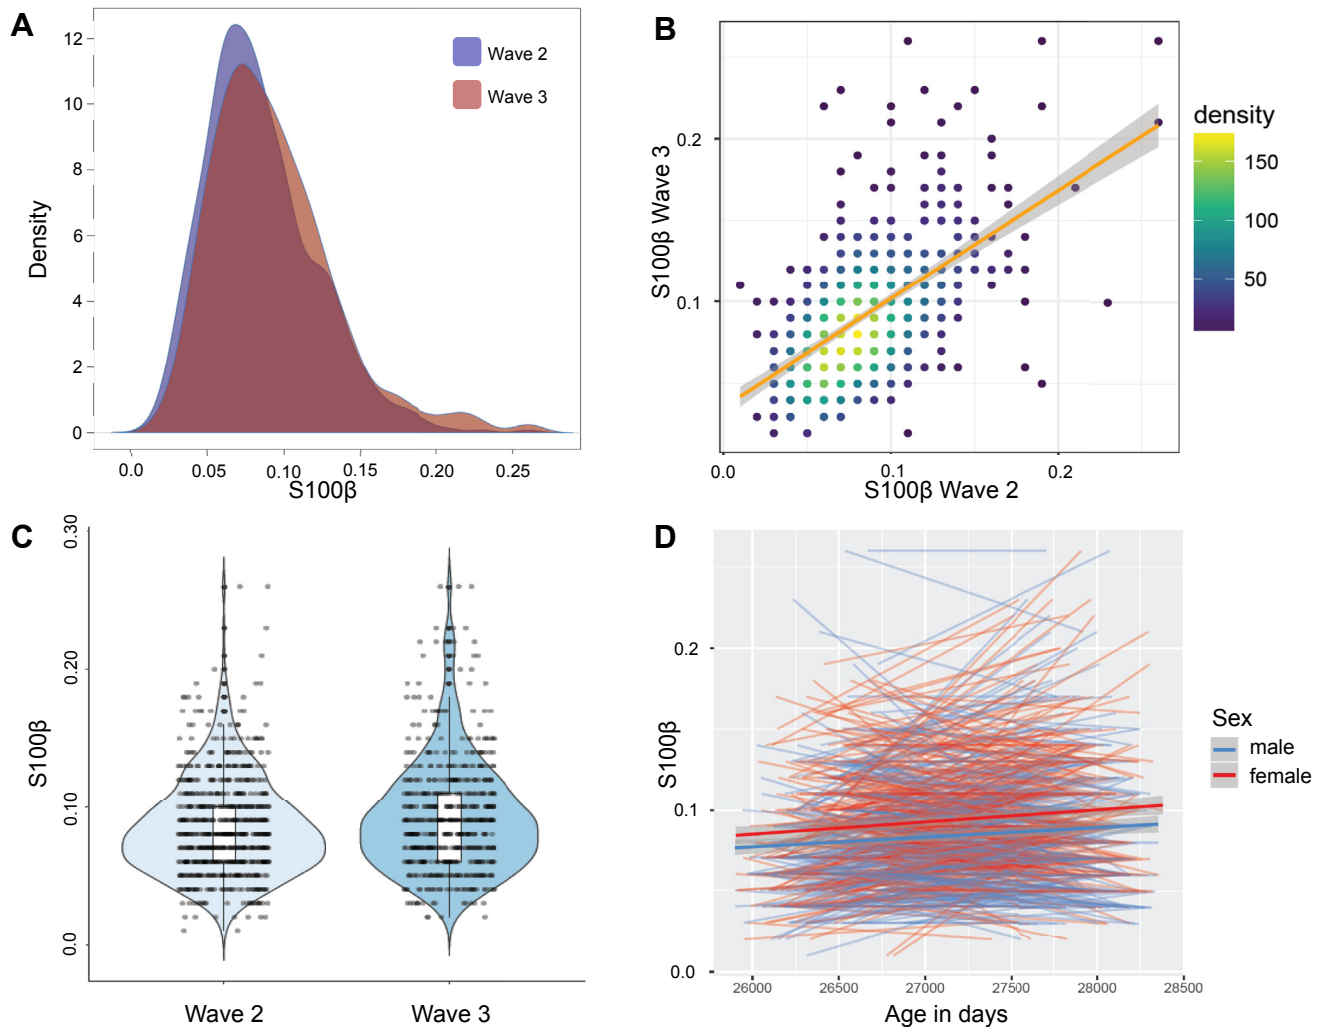 A
12
10
8
6
4
2
0
Density
0.0 0.05 0.10 0.15 0.20 0.25
S100β
Wave 2
Wave 3
B
0.2
0.1
S100β Wave 3
0.0 0.1 0.2
S100β Wave 2
density
150
100
50
C
0.30
0.20
0.10
0.0
S100β
Wave 2 Wave 3
D
0.2
0.1
0.0
S100β
26000 26500 27000 27500 28000 28500
Age in days
Sex
male
female